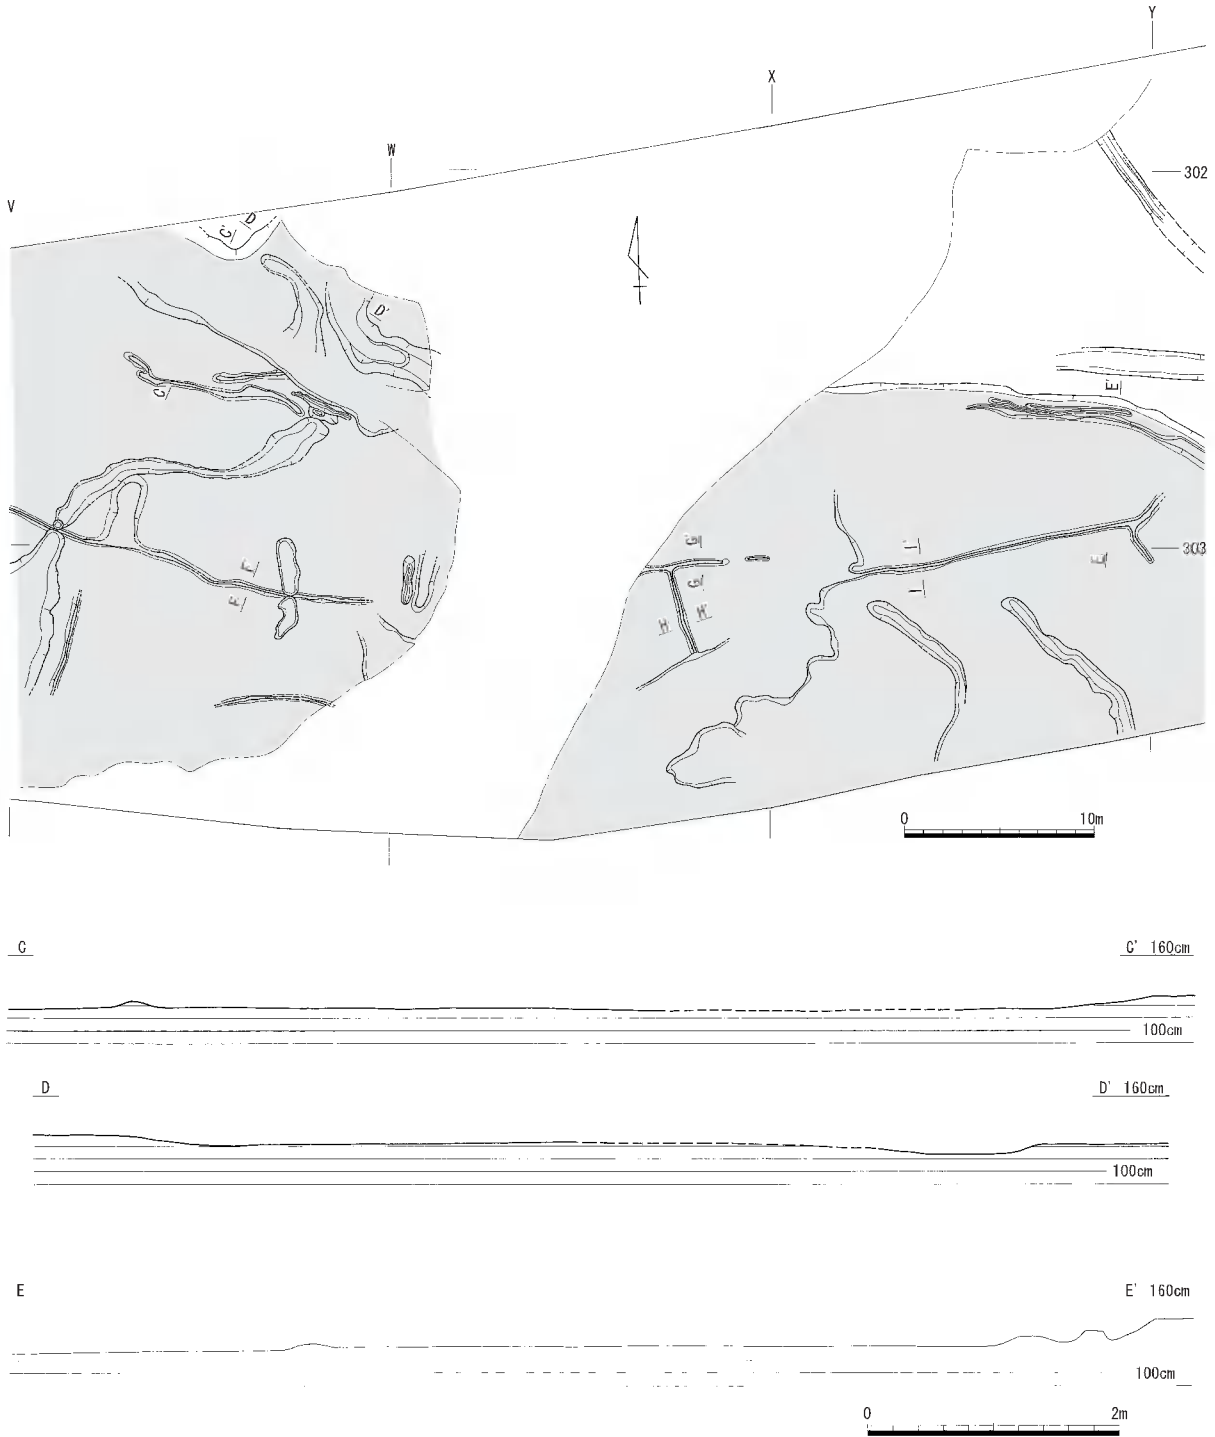 Y
X
W
V
302
D
C'
D'
C
E'
303
F'
F
G'
G
H'
H
I'
I
E
0 10m
C C' 160cm
100cm
D D' 160cm
100cm
E E' 160cm
100cm
0 2m